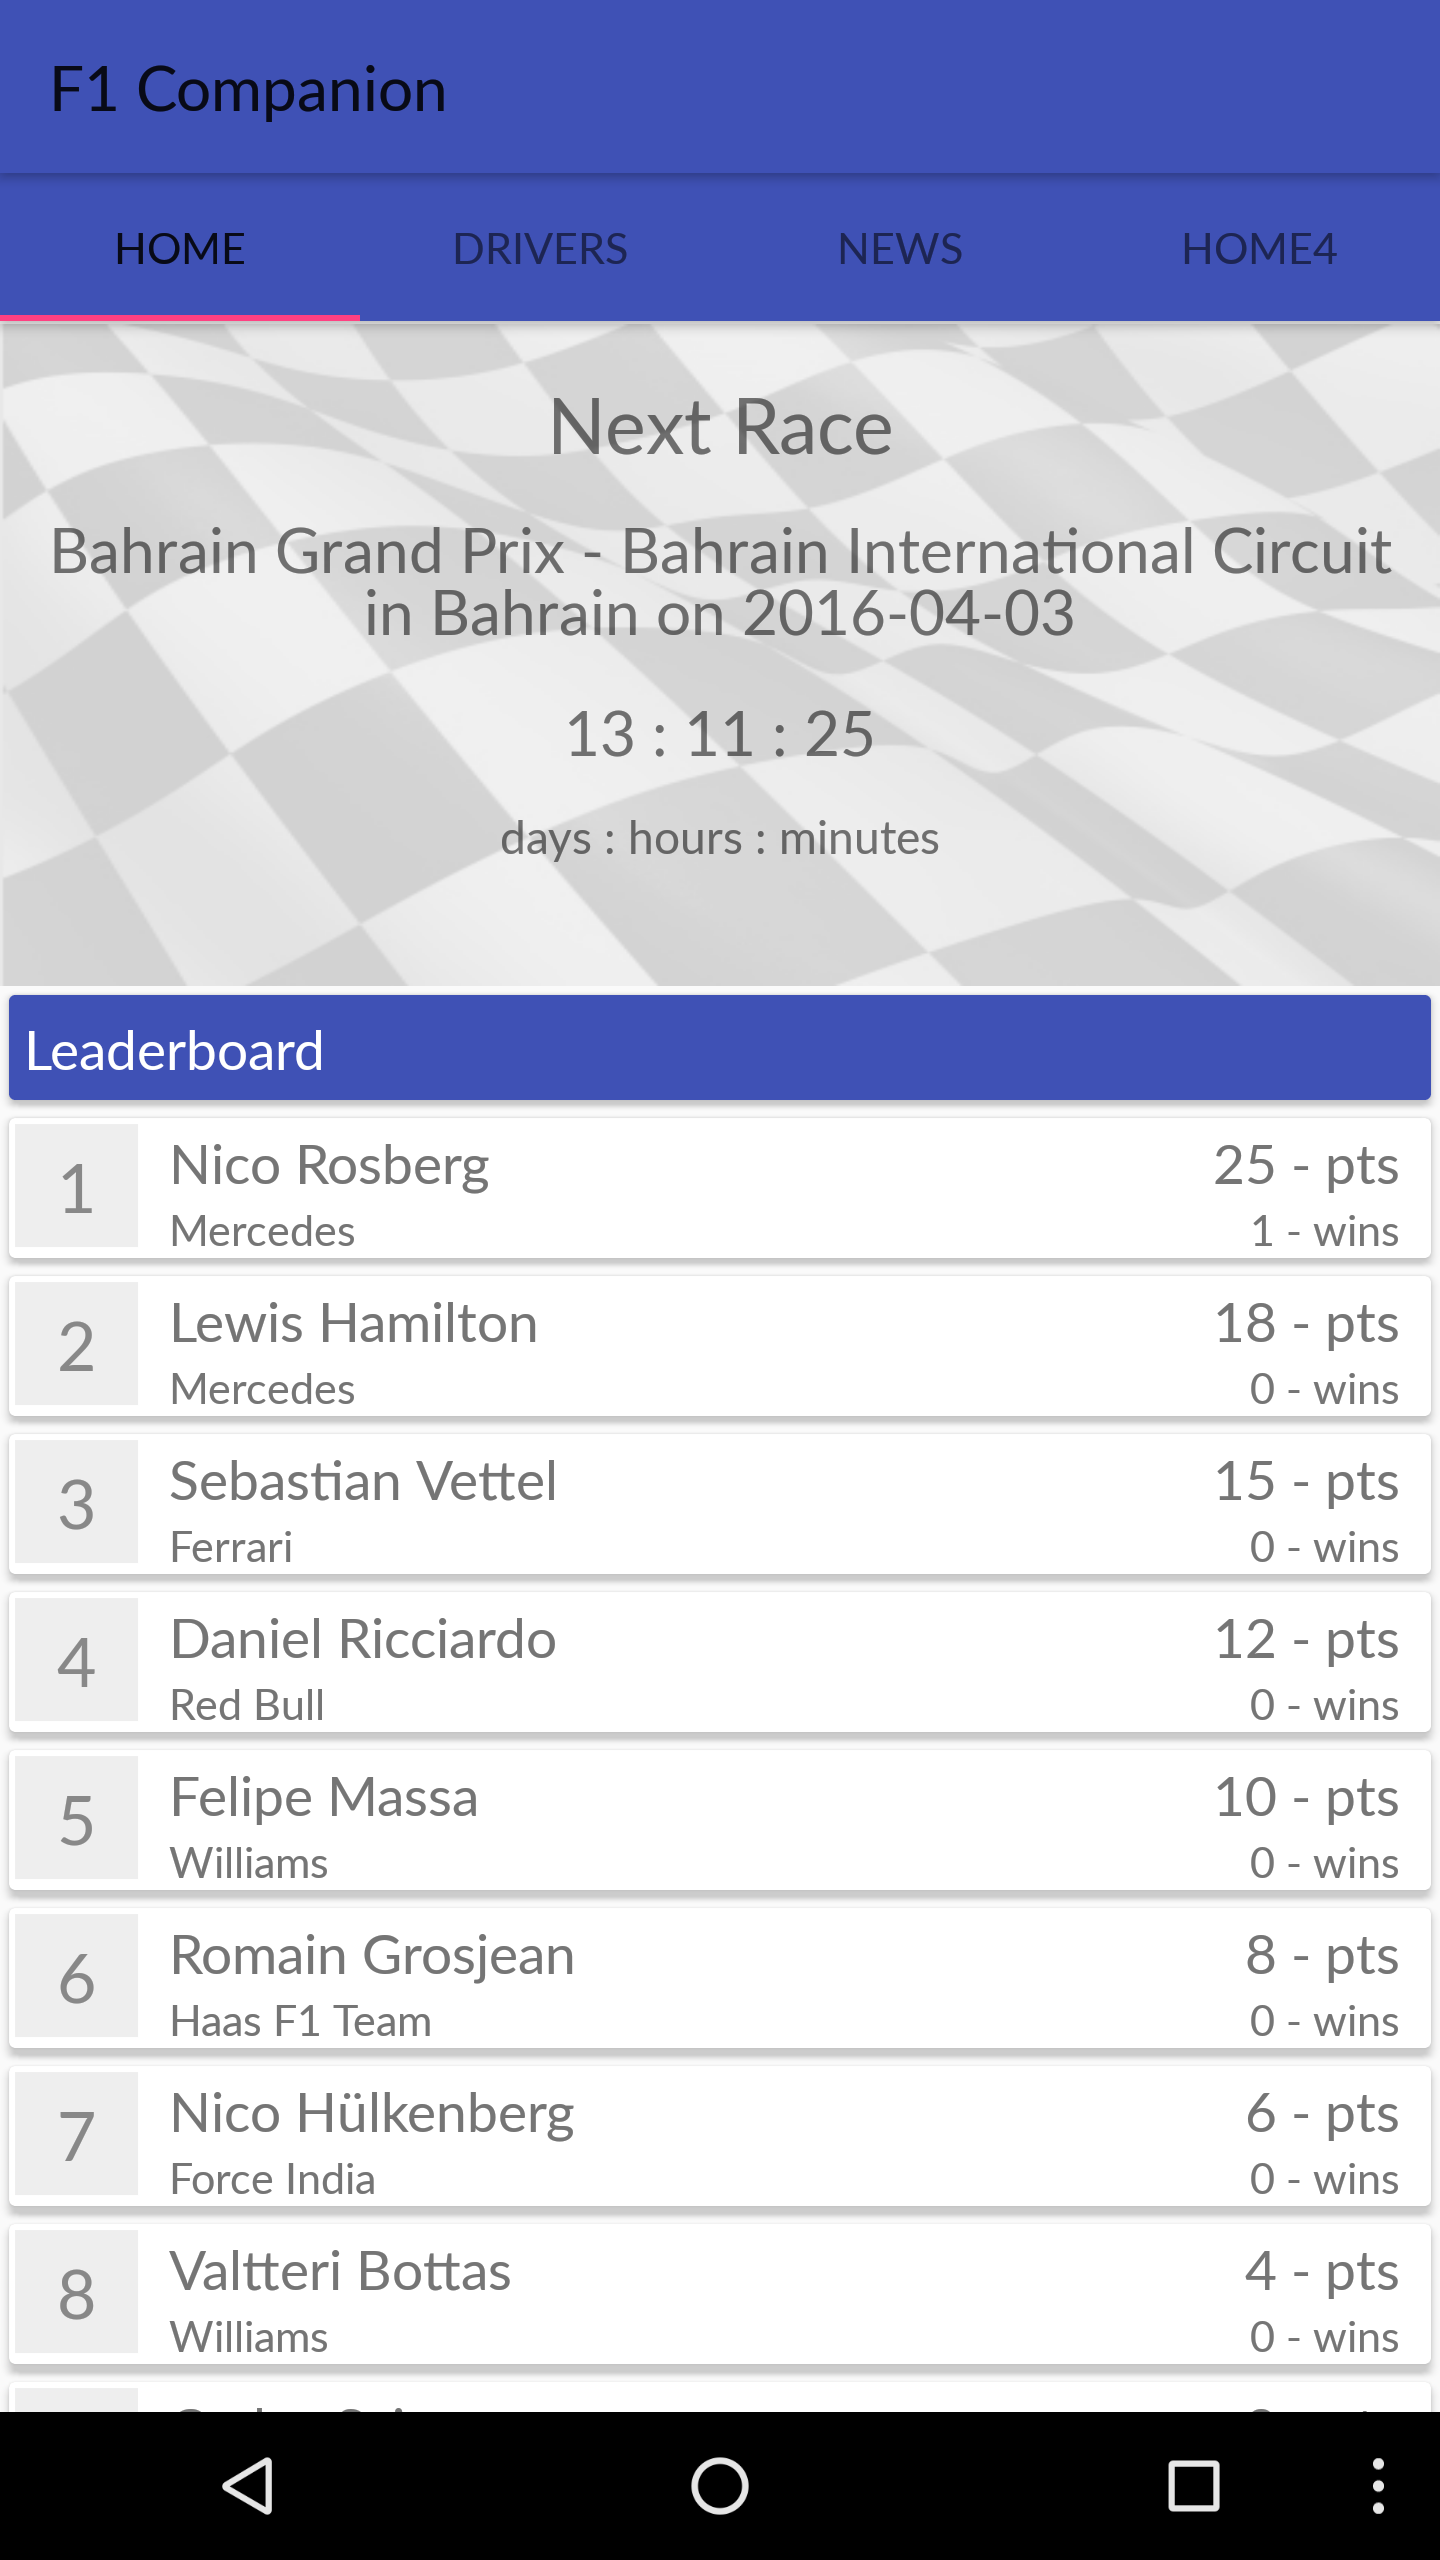 F1 Companion
HOME DRIVERS NEWS HOME4
Next Race
Bahrain Grand Prix - Bahrain International Circuit
in Bahrain on 2016-04-03
13 : 11 : 25
days : hours : minutes
Leaderboard
1 Nico Rosberg 25 - pts
Mercedes 1 - wins
2 Lewis Hamilton 18 - pts
Mercedes 0 - wins
3 Sebastian Vettel 15 - pts
Ferrari 0 - wins
4 Daniel Ricciardo 12 - pts
Red Bull 0 - wins
5 Felipe Massa 10 - pts
Williams 0 - wins
6 Romain Grosjean 8 - pts
Haas F1 Team 0 - wins
7 Nico Hülkenberg 6 - pts
Force India 0 - wins
8 Valtteri Bottas 4 - pts
Williams 0 - wins